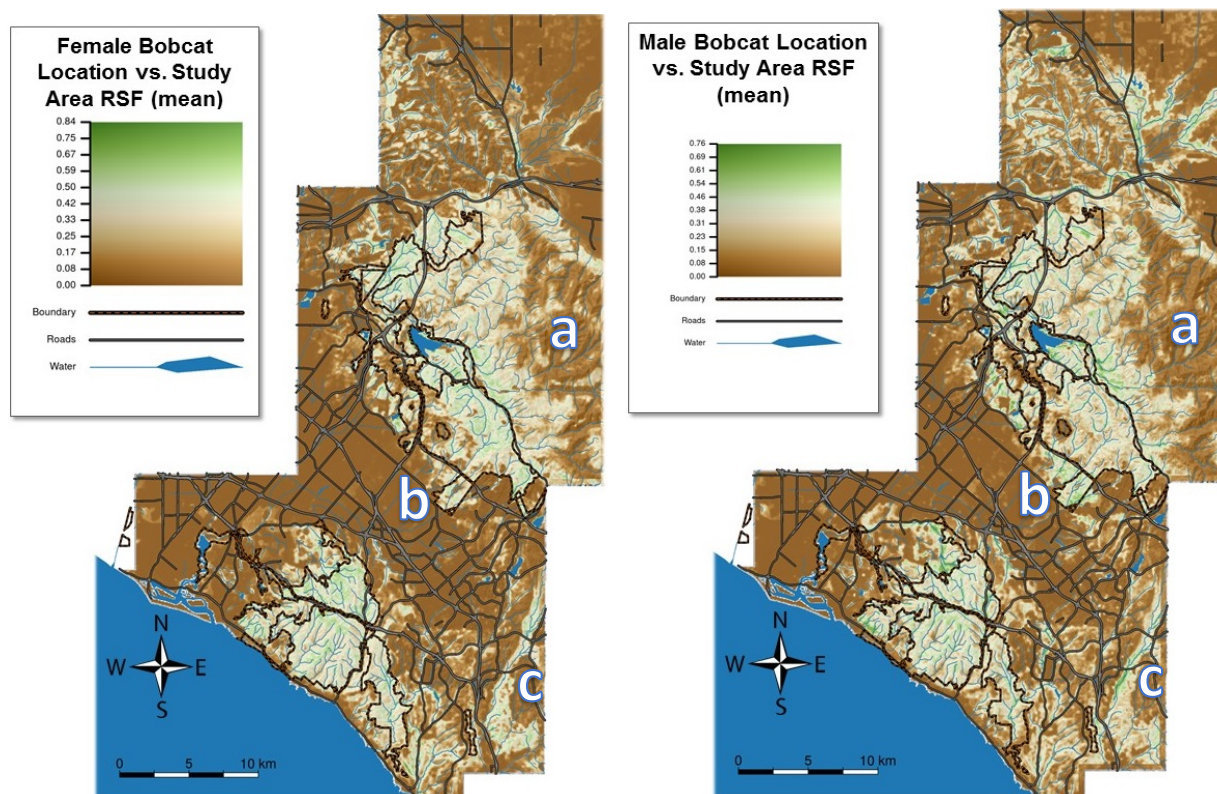 Female Bobcat
Location vs. Study
Area RSF (mean)
0.84
0.75
0.67
0.59
0.50
0.42
0.33
0.25
0.17
0.08
0.00
Boundary
Roads
Water
a
b
c
N
W E
S
0 5 10 km
Male Bobcat Location
vs. Study Area RSF
(mean)
0.76
0.69
0.61
0.53
0.46
0.38
0.31
0.23
0.15
0.08
0.00
Boundary
Roads
Water
a
b
c
N
W E
S
0 5 10 km